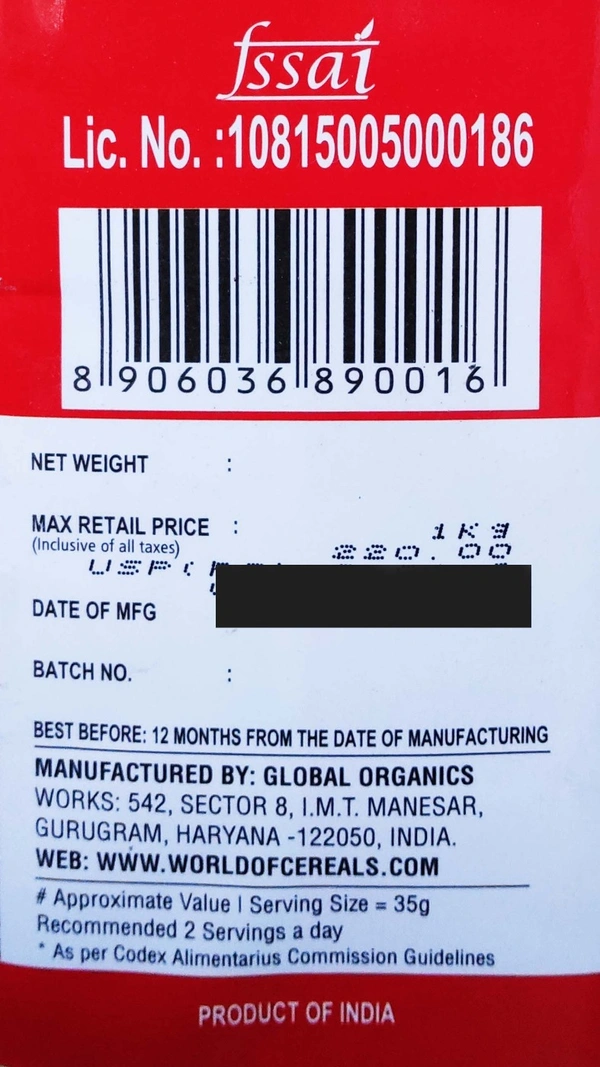 fssai
Lic. No. :10815005000186
8 906036 890016
NET WEIGHT :
1Kg
MAX RETAIL PRICE :
(Inclusive of all taxes)
220.00
USP(
DATE OF MFG
BATCH NO. :
BEST BEFORE: 12 MONTHS FROM THE DATE OF MANUFACTURING
MANUFACTURED BY: GLOBAL ORGANICS
WORKS: 542, SECTOR 8, I.M.T. MANESAR,
GURUGRAM, HARYANA -122050, INDIA.
WEB: WWW.WORLDOFCEREALS.COM
# Approximate Value | Serving Size = 35g
Recommended 2 Servings a day
* As per Codex Alimentarius Commission Guidelines
PRODUCT OF INDIA